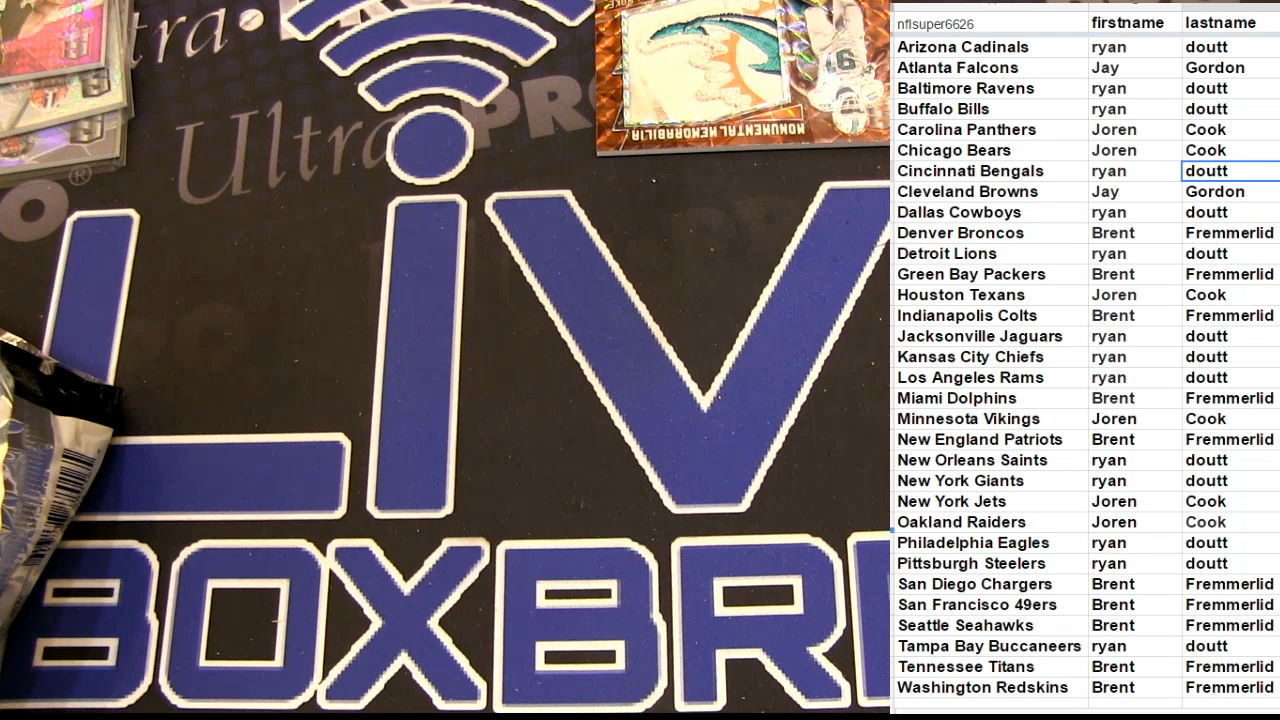 Ultra PRO
O®
MONUMENTAL MEMORABILIA
LiV
BOXBR
nflsuper6626 firstname lastname
Arizona Cadinals ryan doutt
Atlanta Falcons Jay Gordon
Baltimore Ravens ryan doutt
Buffalo Bills ryan doutt
Carolina Panthers Joren Cook
Chicago Bears Joren Cook
Cincinnati Bengals ryan doutt
Cleveland Browns Jay Gordon
Dallas Cowboys ryan doutt
Denver Broncos Brent Fremmerlid
Detroit Lions ryan doutt
Green Bay Packers Brent Fremmerlid
Houston Texans Joren Cook
Indianapolis Colts Brent Fremmerlid
Jacksonville Jaguars ryan doutt
Kansas City Chiefs ryan doutt
Los Angeles Rams ryan doutt
Miami Dolphins Brent Fremmerlid
Minnesota Vikings Joren Cook
New England Patriots Brent Fremmerlid
New Orleans Saints ryan doutt
New York Giants ryan doutt
New York Jets Joren Cook
Oakland Raiders Joren Cook
Philadelphia Eagles ryan doutt
Pittsburgh Steelers ryan doutt
San Diego Chargers Brent Fremmerlid
San Francisco 49ers Brent Fremmerlid
Seattle Seahawks Brent Fremmerlid
Tampa Bay Buccaneers ryan doutt
Tennessee Titans Brent Fremmerlid
Washington Redskins Brent Fremmerlid